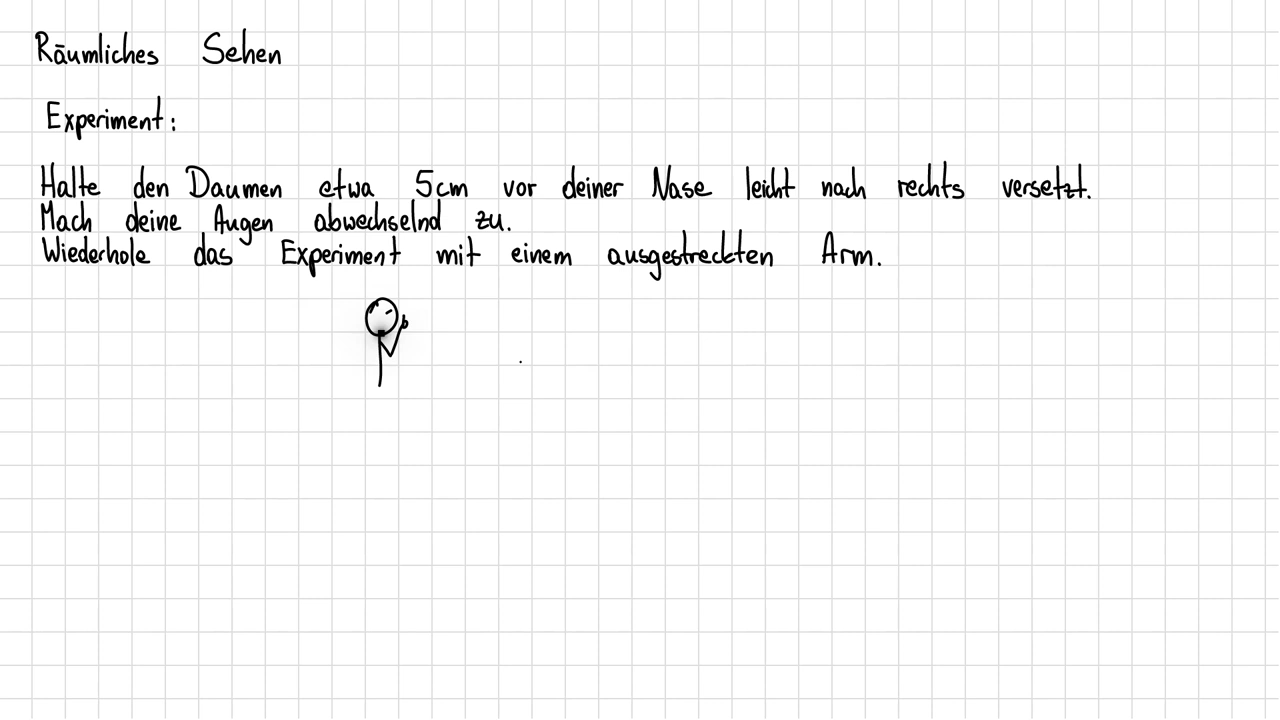 Räumliches Sehen
Experiment:
Halte den Daumen etwa 5cm vor deiner Nase leicht nach rechts versetzt.
Mach deine Augen abwechselnd zu.
Wiederhole das Experiment mit einem ausgestreckten Arm.